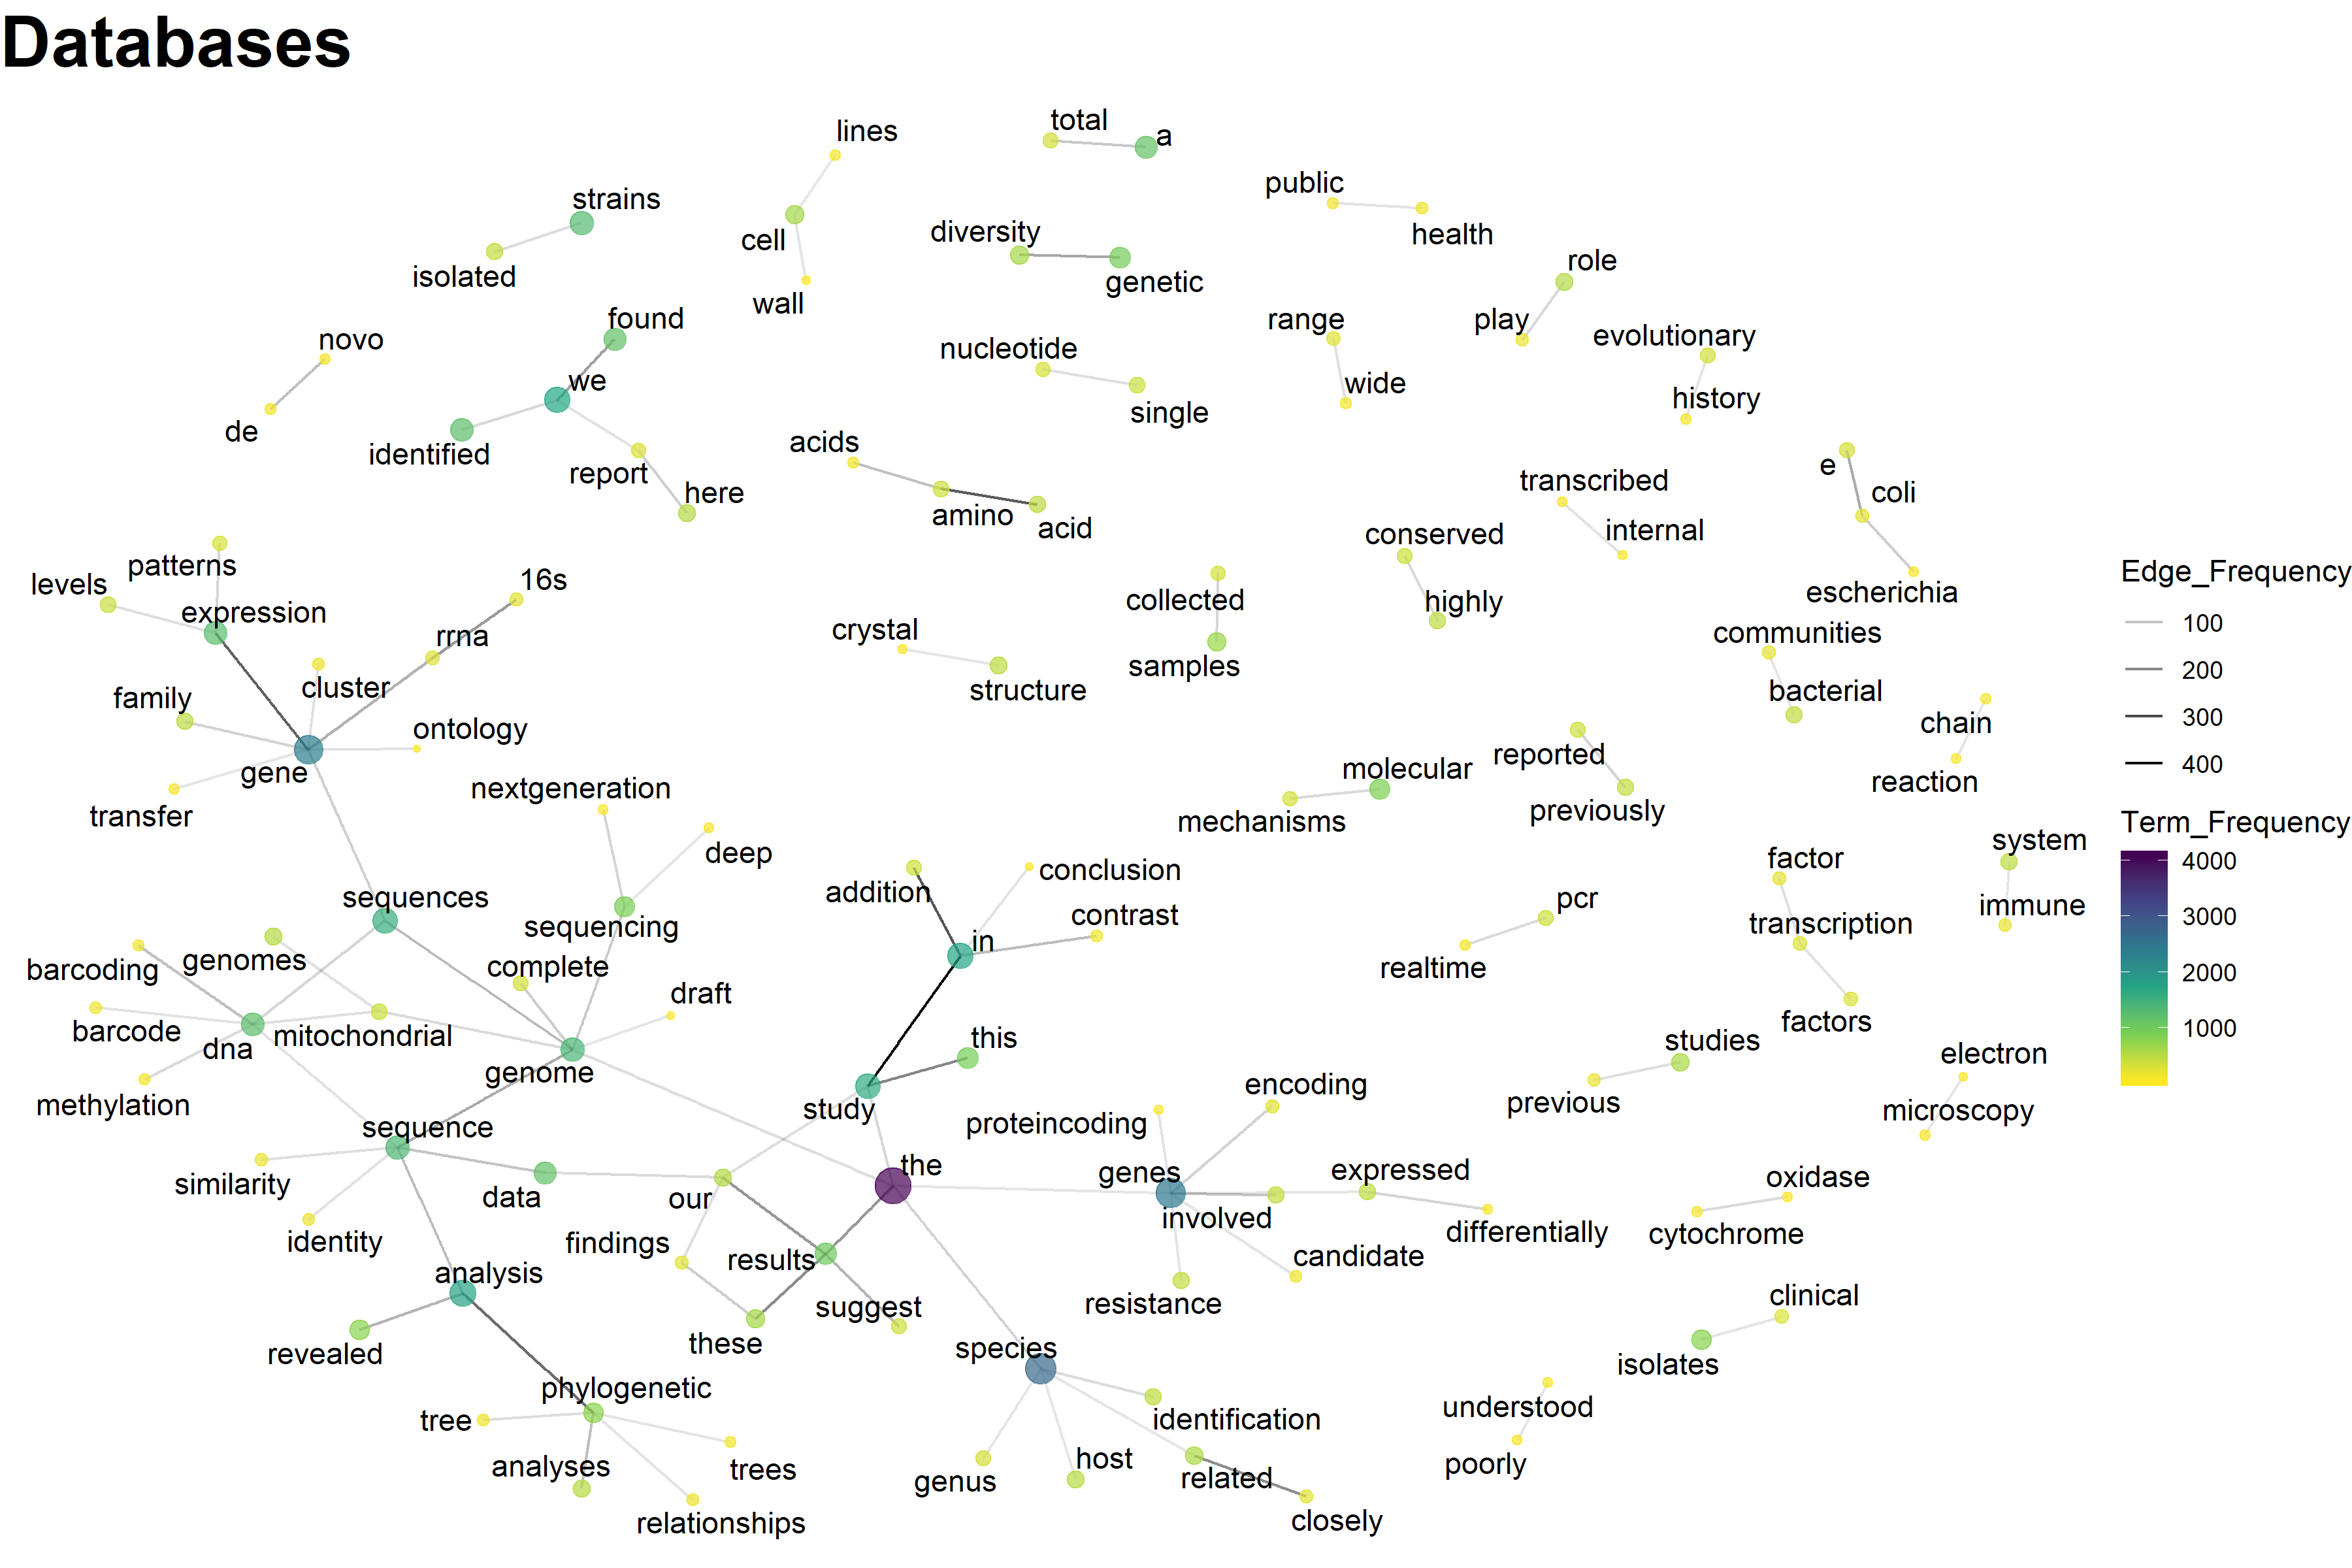 Databases
lines
total
a
strains
public
cell
diversity
health
isolated
genetic
role
wall
found
range
play
novo
nucleotide
evolutionary
we
wide
history
de
single
identified
acids
report
e
here
transcribed
coli
amino
acid
internal
conserved
patterns
16s
levels
collected
escherichia
Edge_Frequency
expression
highly
100
rrna
crystal
communities
samples
200
cluster
structure
bacterial
family
300
ontology
chain
gene
reported
400
nextgeneration
molecular
reaction
transfer
mechanisms
previously
Term_Frequency
deep
system
factor
4000
addition
conclusion
sequences
pcr
immune
3000
sequencing
contrast
transcription
in
genomes
complete
barcoding
realtime
2000
draft
factors
barcode
mitochondrial
this
1000
dna
studies
genome
electron
methylation
encoding
study
previous
microscopy
sequence
proteincoding
the
genes
expressed
oxidase
similarity
data
our
involved
differentially
cytochrome
identity
findings
results
candidate
analysis
suggest
resistance
clinical
revealed
these
species
isolates
phylogenetic
understood
tree
identification
analyses
trees
host
related
poorly
genus
relationships
closely